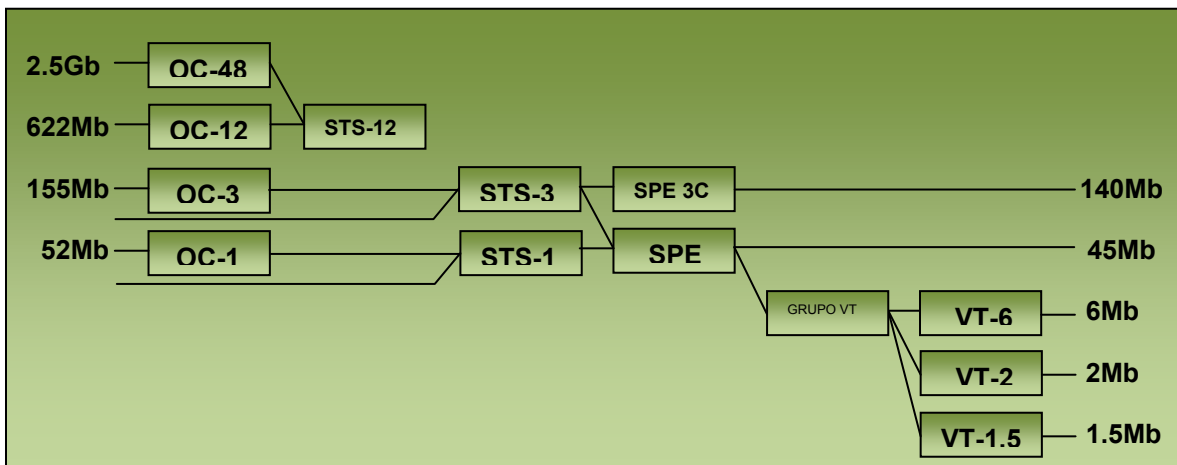 2.5Gb OC-48
622Mb OC-12 STS-12
155Mb OC-3 STS-3 SPE 3C 140Mb
52Mb OC-1 STS-1 SPE 45Mb
GRUPO VT VT-6 6Mb
VT-2 2Mb
VT-1.5 1.5Mb